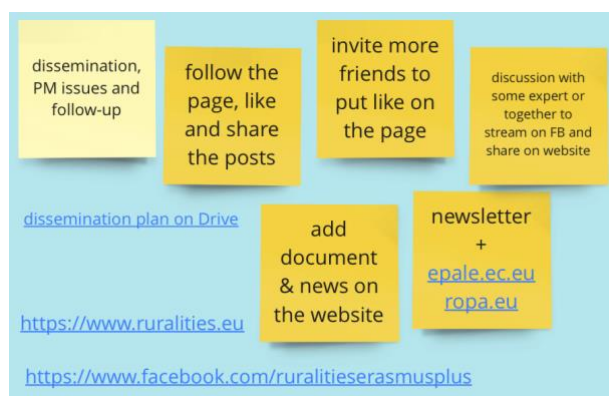 dissemination,
PM issues and
follow-up
follow the
page, like
and share
the posts
invite more
friends to
put like on
the page
discussion with
some expert or
together to
stream on FB and
share on website
dissemination plan on Drive
add
document
& news on
the website
newsletter
+
epale.ec.eu
ropa.eu
https://www.ruralities.eu
https://www.facebook.com/ruralitieserasmusplus